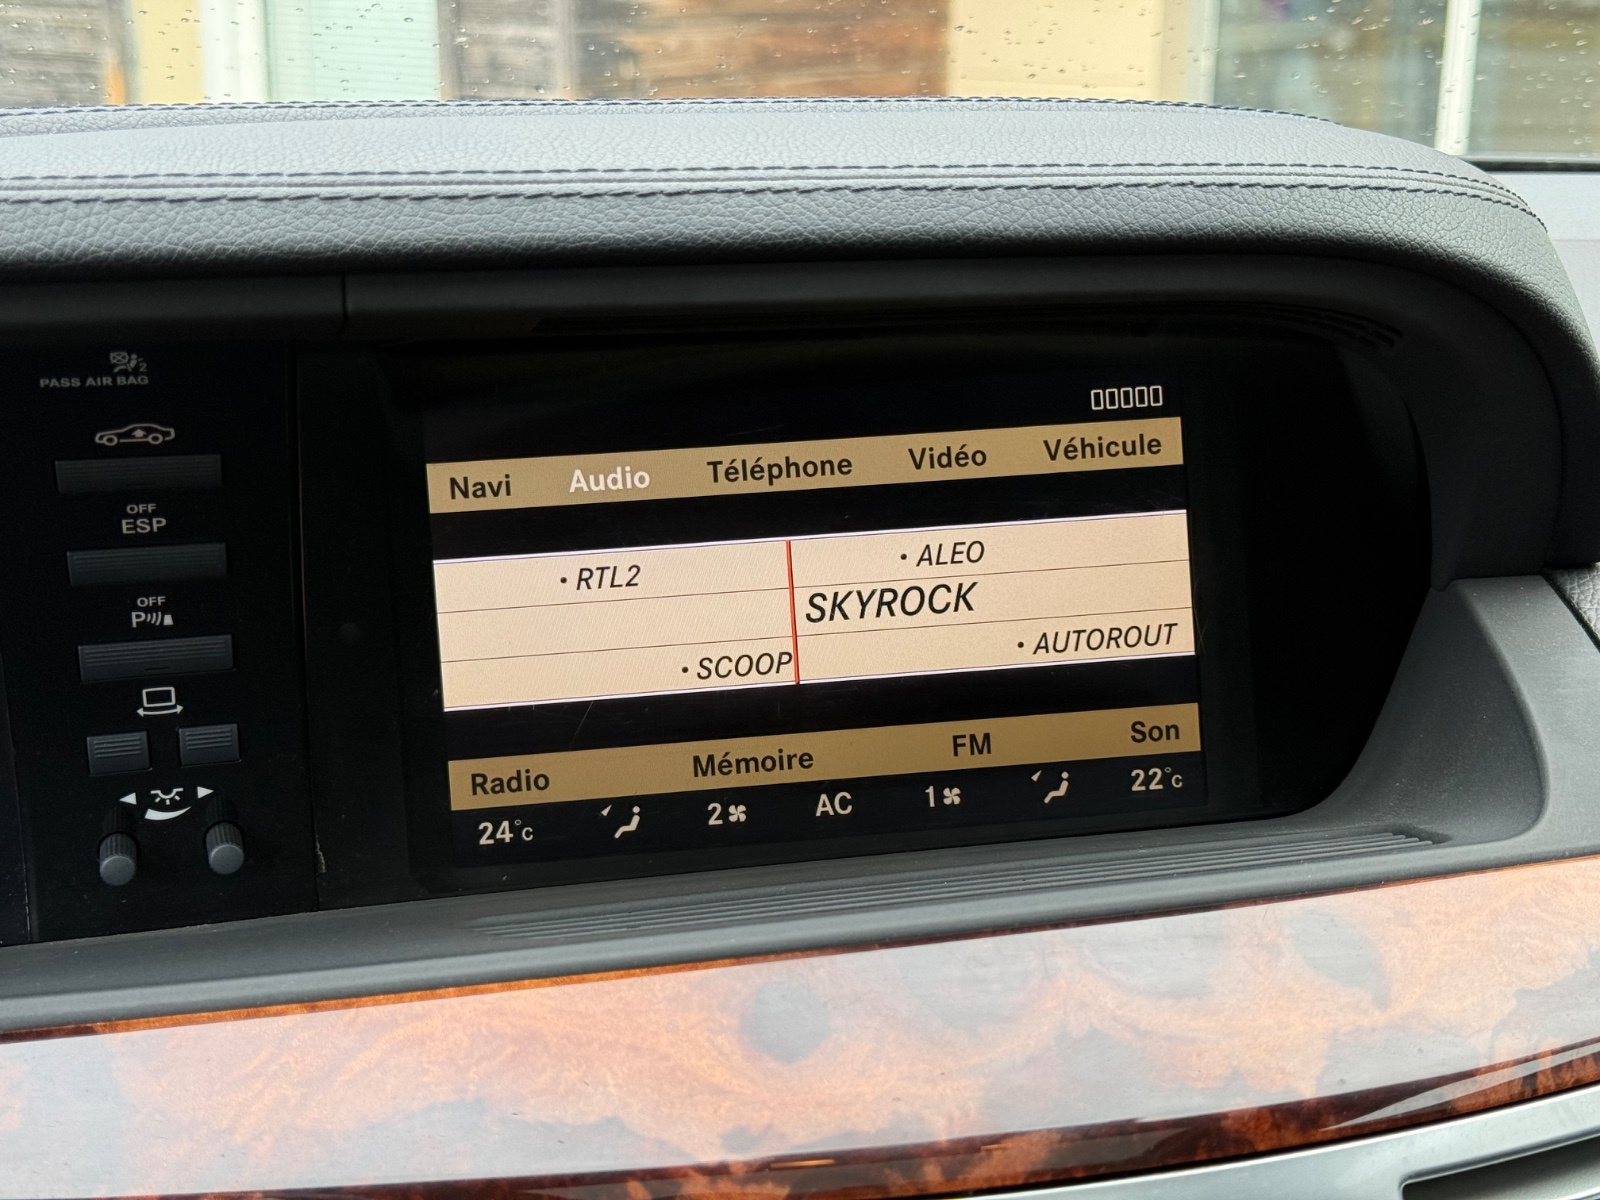 PASS AIR BAG
2
OFF
ESP
OFF
P
Navi Audio Téléphone Vidéo Véhicule
• RTL2 • ALEO
SKYROCK
• SCOOP • AUTOROUT
Radio Mémoire FM Son
24°C 2 AC 1 22°C